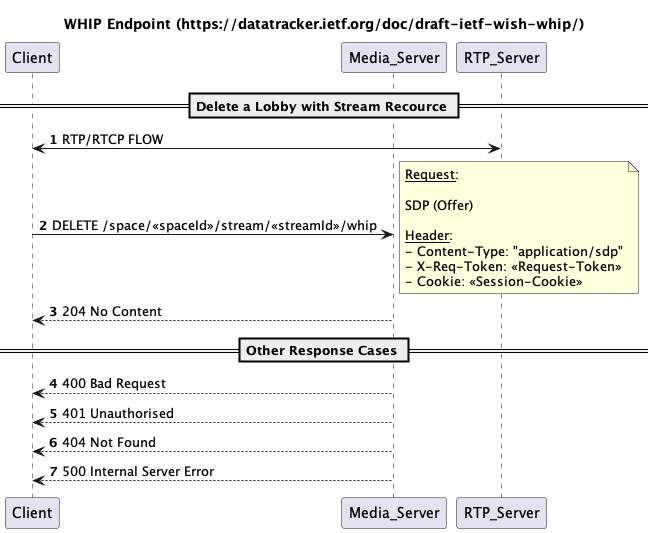 WHIP Endpoint (https://datatracker.ietf.org/doc/draft-ietf-wish-whip/)
Client
Media_Server
RTP_Server
Delete a Lobby with Stream Recource
1 RTP/RTCP FLOW
Request:
SDP (Offer)
2 DELETE /space/«spaceId»/stream/«streamId»/whip
Header:
- Content-Type: "application/sdp"
- X-Req-Token: «Request-Token»
- Cookie: «Session-Cookie»
3 204 No Content
Other Response Cases
4 400 Bad Request
5 401 Unauthorised
6 404 Not Found
7 500 Internal Server Error
Client
Media_Server
RTP_Server